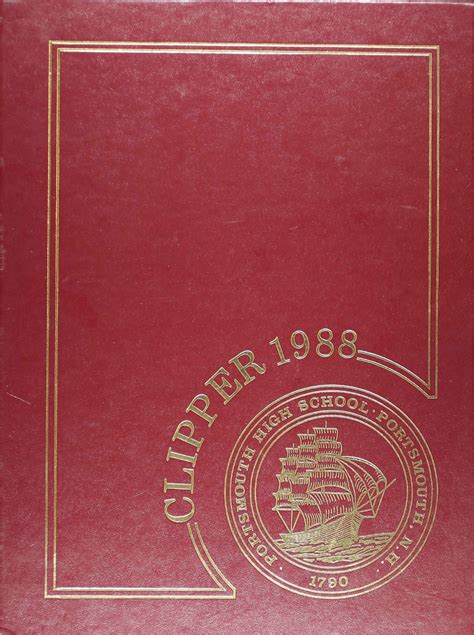 CLIPPER 1988
· PORTSMOUTH HIGH SCHOOL · PORTSMOUTH, N.H.
1790